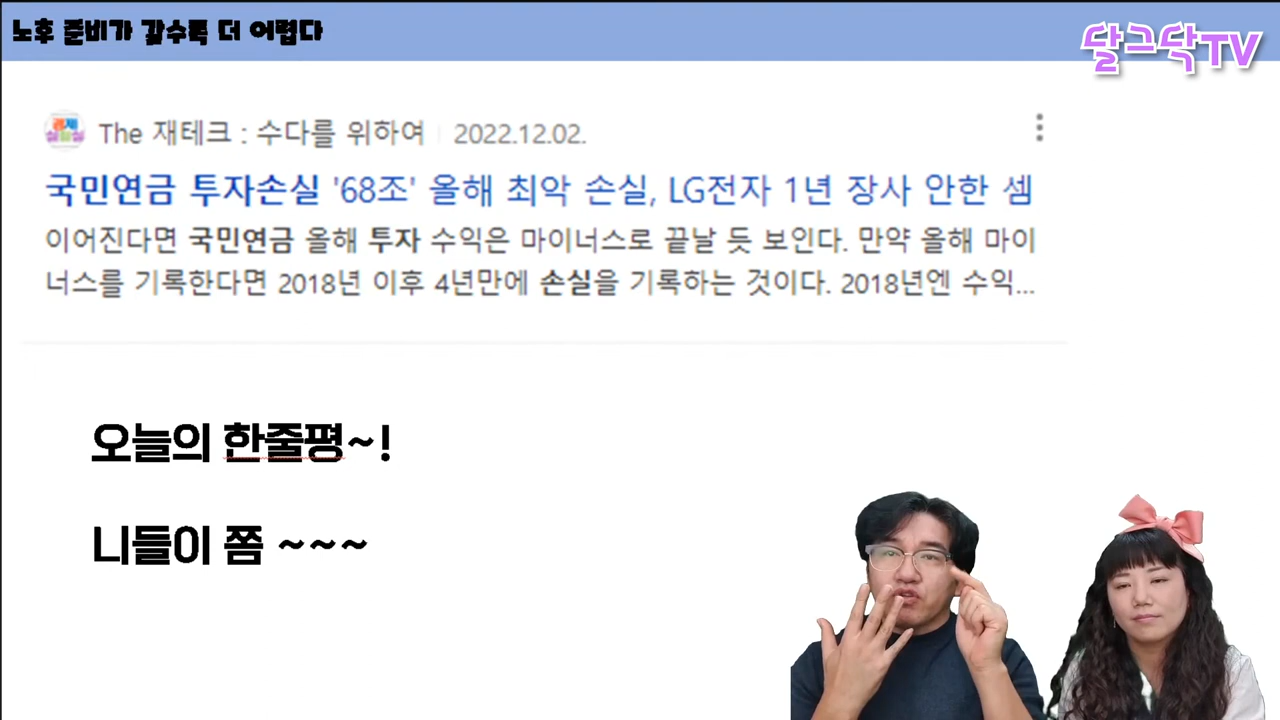 노후 준비가 갈수록 더 어렵다
달그닥TV
The 재테크 : 수다를 위하여 2022.12.02.
국민연금 투자손실 '68조' 올해 최악 손실, LG전자 1년 장사 안한 셈
이어진다면 국민연금 올해 투자 수익은 마이너스로 끝날 듯 보인다. 만약 올해 마이
너스를 기록한다면 2018년 이후 4년만에 손실을 기록하는 것이다. 2018년엔 수익...
오늘의 한줄평~!
니들이 쫌 ~~~